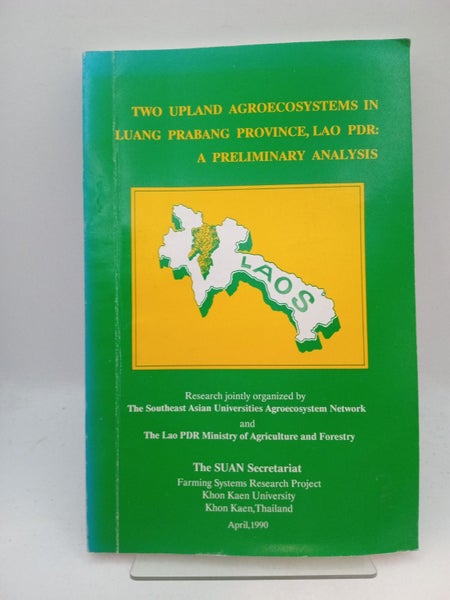 TWO UPLAND AGROECOSYSTEMS IN
LUANG PRABANG PROVINCE, LAO PDR:
A PRELIMINARY ANALYSIS
LAOS
Research jointly organized by
The Southeast Asian Universities Agroecosystem Network
and
The Lao PDR Ministry of Agriculture and Forestry
The SUAN Secretariat
Farming Systems Research Project
Khon Kaen University
Khon Kaen,Thailand
April,1990